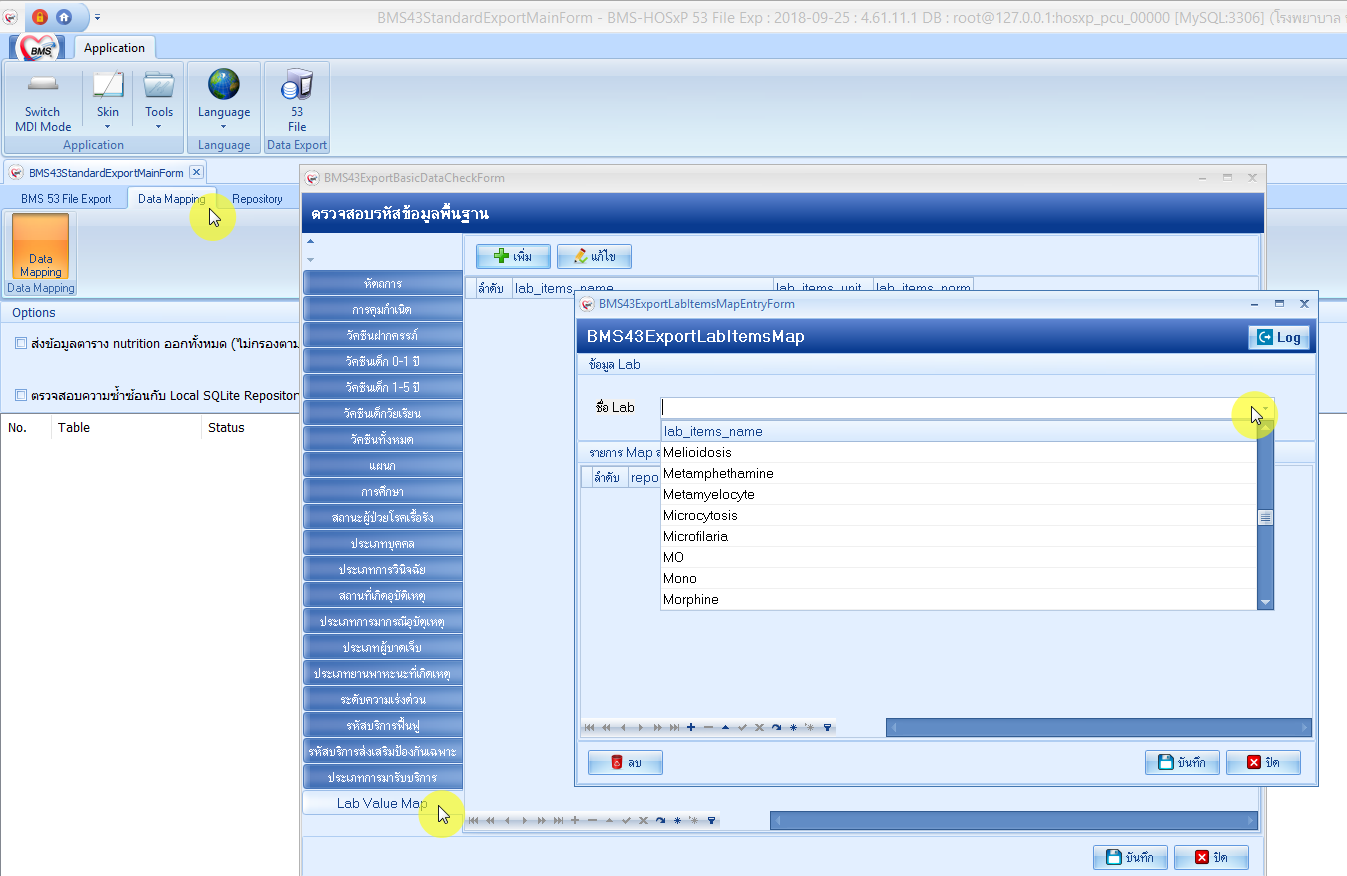 BMS43StandardExportMainForm - BMS-HOSxP 53 File Exp : 2018-09-25 : 4.61.11.1 DB : root@127.0.0.1:hosxp_pcu_00000 [MySQL:3306] (โรงพยาบาล
BMS
Application
Switch MDI Mode
Skin
Tools
Language
53 File
Application
Language
Data Export
BMS43StandardExportMainForm
BMS 53 File Export
Data Mapping
Repository
Data Mapping
Data Mapping
Options
ส่งข้อมูลตาราง nutrition ออกทั้งหมด (ไม่กรองตาม
ตรวจสอบความซ้ำซ้อนกับ Local SQLite Repositor
No.
Table
Status
BMS43ExportBasicDataCheckForm
ตรวจสอบรหัสข้อมูลพื้นฐาน
หัตถการ
การคุมกำเนิด
วัคซีนฝากครรภ์
วัคซีนเด็ก 0-1 ปี
วัคซีนเด็ก 1-5 ปี
วัคซีนเด็กวัยเรียน
วัคซีนทั้งหมด
แผนก
การศึกษา
สถานะผู้ป่วยโรคเรื้อรัง
ประเภทบุคคล
ประเภทการวินิจฉัย
สถานที่เกิดอุบัติเหตุ
ประเภทการมากรณีอุบัติเหตุ
ประเภทผู้บาดเจ็บ
ประเภทยานพาหะนะที่เกิดเหตุ
ระดับความเร่งด่วน
รหัสบริการฟื้นฟู
รหัสบริการส่งเสริมป้องกันเฉพาะ
ประเภทการมารับบริการ
Lab Value Map
เพิ่ม
แก้ไข
ลำดับ
lab_items_name
lab_items_unit
lab_items_norm
BMS43ExportLabItemsMapEntryForm
BMS43ExportLabItemsMap
Log
ข้อมูล Lab
ชื่อ Lab
lab_items_name
Melioidosis
Metamphethamine
Metamyelocyte
Microcytosis
Microfilaria
MO
Mono
Morphine
รายการ Map
ลำดับ
repo
ลบ
บันทึก
ปิด
บันทึก
ปิด